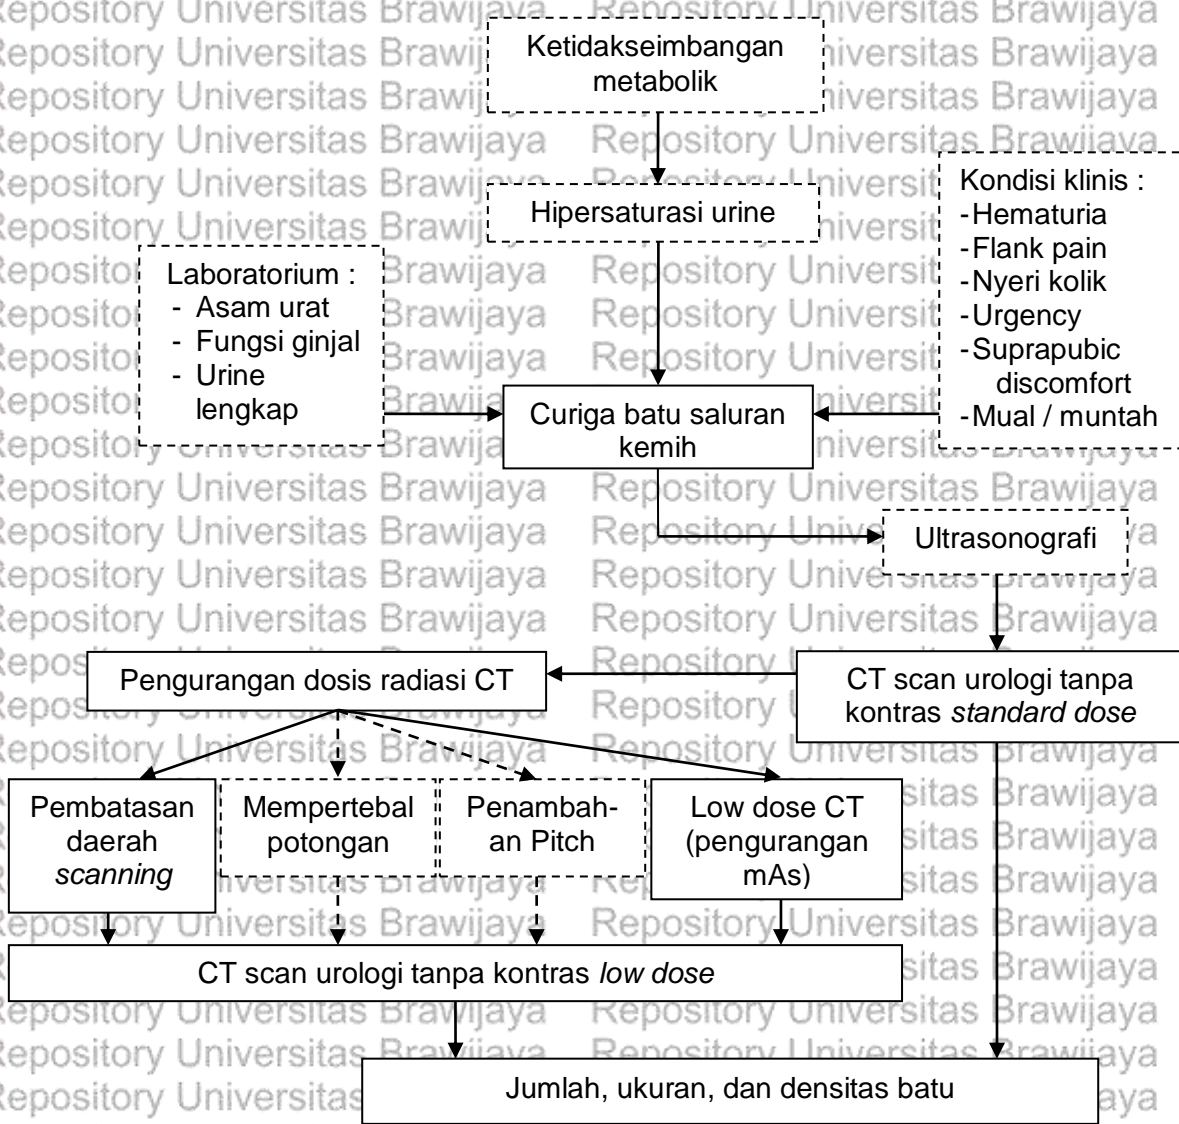 Ketidakseimbangan
metabolik
Hipersaturasi urine
Kondisi klinis :
-Hematuria
-Flank pain
-Nyeri kolik
-Urgency
-Suprapubic
discomfort
-Mual / muntah
Laboratorium :
- Asam urat
- Fungsi ginjal
- Urine
lengkap
Curiga batu saluran
kemih
Ultrasonografi
Pengurangan dosis radiasi CT
CT scan urologi tanpa
kontras standard dose
Pembatasan
daerah
scanning
Mempertebal
potongan
Penambah-
an Pitch
Low dose CT
(pengurangan
mAs)
CT scan urologi tanpa kontras low dose
Jumlah, ukuran, dan densitas batu
Repository Universitas Brawijaya